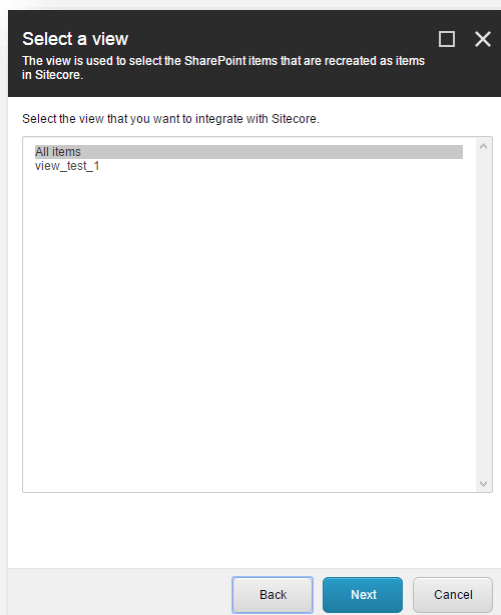 Select a view
The view is used to select the SharePoint items that are recreated as items
in Sitecore.
Select the view that you want to integrate with Sitecore.
All items
view_test_1
Back
Next
Cancel